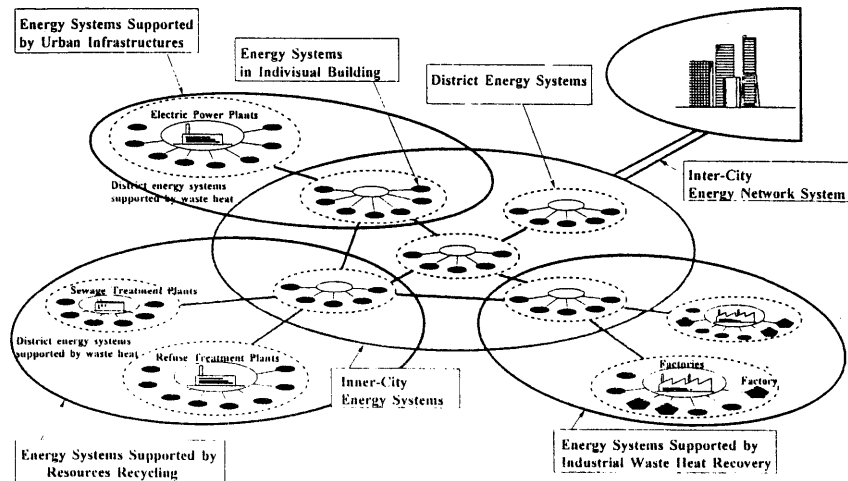 Energy Systems Supported
by Urban Infrastructures
Energy Systems
in Indivisual Building
District Energy Systems
Electric Power Plants
District energy systems
supported by waste heat
Inter-City
Energy Network System
Sewage Treatment Plants
District energy systems
supported by waste heat
Refuse Treatment Plants
Factories
Factory
Inner-City
Energy Systems
Energy Systems Supported by
Resources Recycling
Energy Systems Supported by
Industrial Waste Heat Recovery